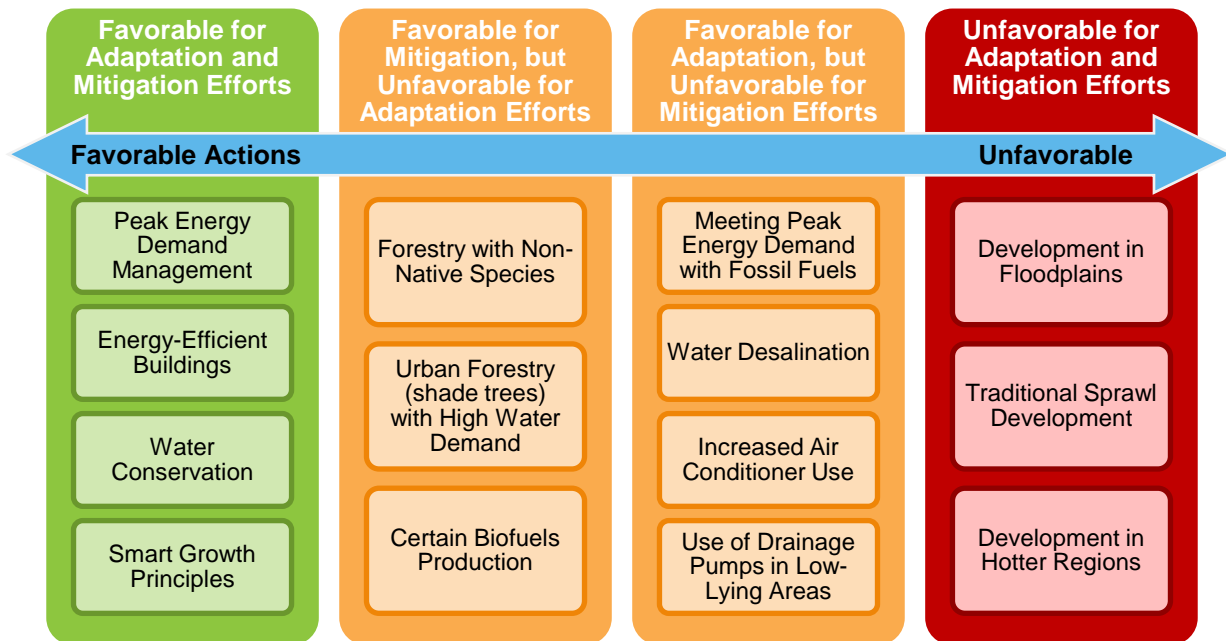 Favorable for
Adaptation and
Mitigation Efforts
Favorable for
Mitigation, but
Unfavorable for
Adaptation Efforts
Favorable for
Adaptation, but
Unfavorable for
Mitigation Efforts
Unfavorable for
Adaptation and
Mitigation Efforts
Favorable Actions
Unfavorable
Peak Energy
Demand
Management
Energy-Efficient
Buildings
Water
Conservation
Smart Growth
Principles
Forestry with Non-
Native Species
Urban Forestry
(shade trees)
with High Water
Demand
Certain Biofuels
Production
Meeting Peak
Energy Demand
with Fossil Fuels
Water Desalination
Increased Air
Conditioner Use
Use of Drainage
Pumps in Low-
Lying Areas
Development in
Floodplains
Traditional Sprawl
Development
Development in
Hotter Regions